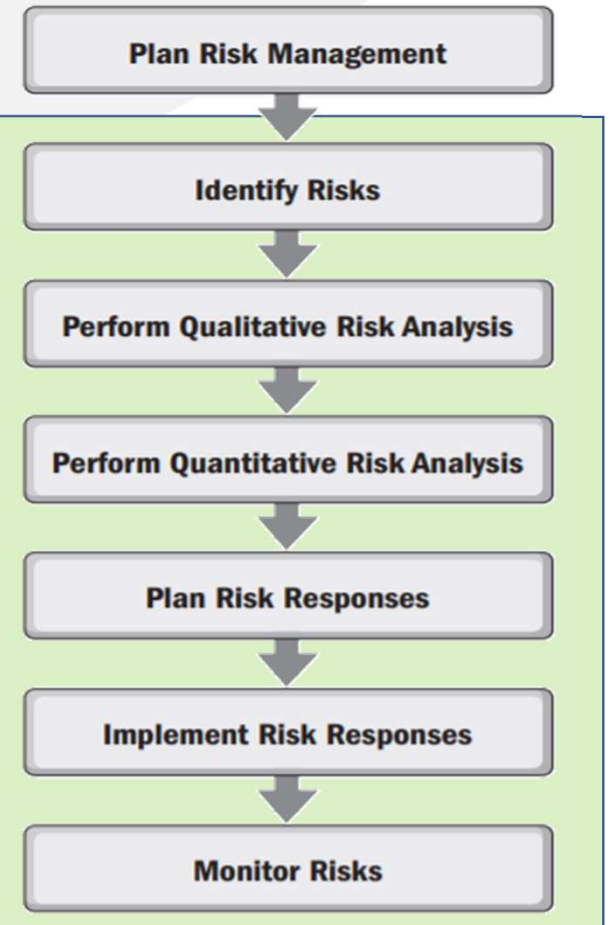 Plan Risk Management
Identify Risks
Perform Qualitative Risk Analysis
Perform Quantitative Risk Analysis
Plan Risk Responses
Implement Risk Responses
Monitor Risks